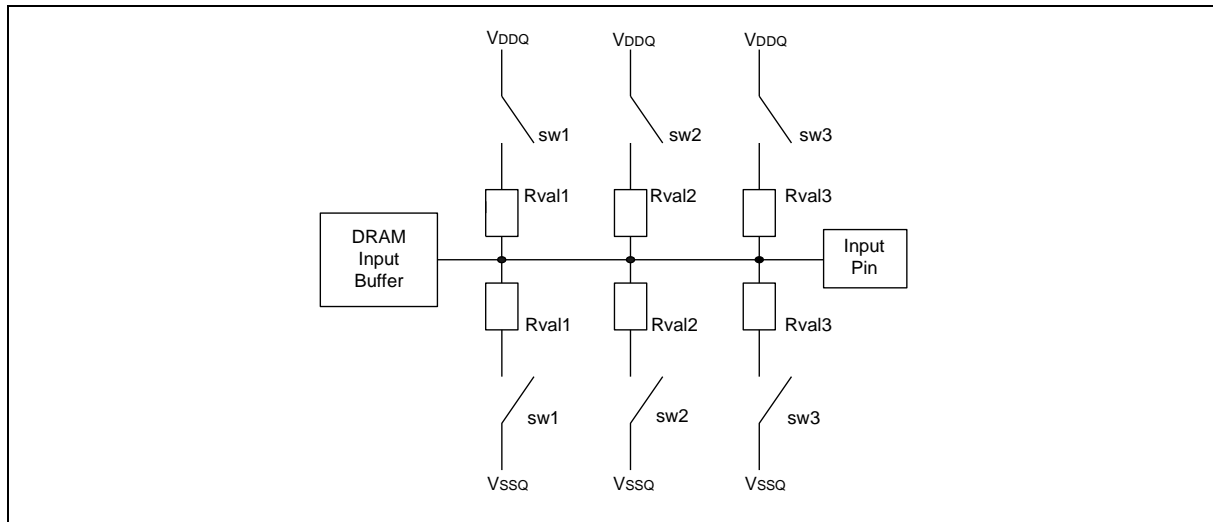 VDDQ VDDQ VDDQ
sw1 sw2 sw3
Rval1 Rval2 Rval3
DRAM
Input
Buffer
Input
Pin
Rval1 Rval2 Rval3
sw1 sw2 sw3
VSSQ VSSQ VSSQ